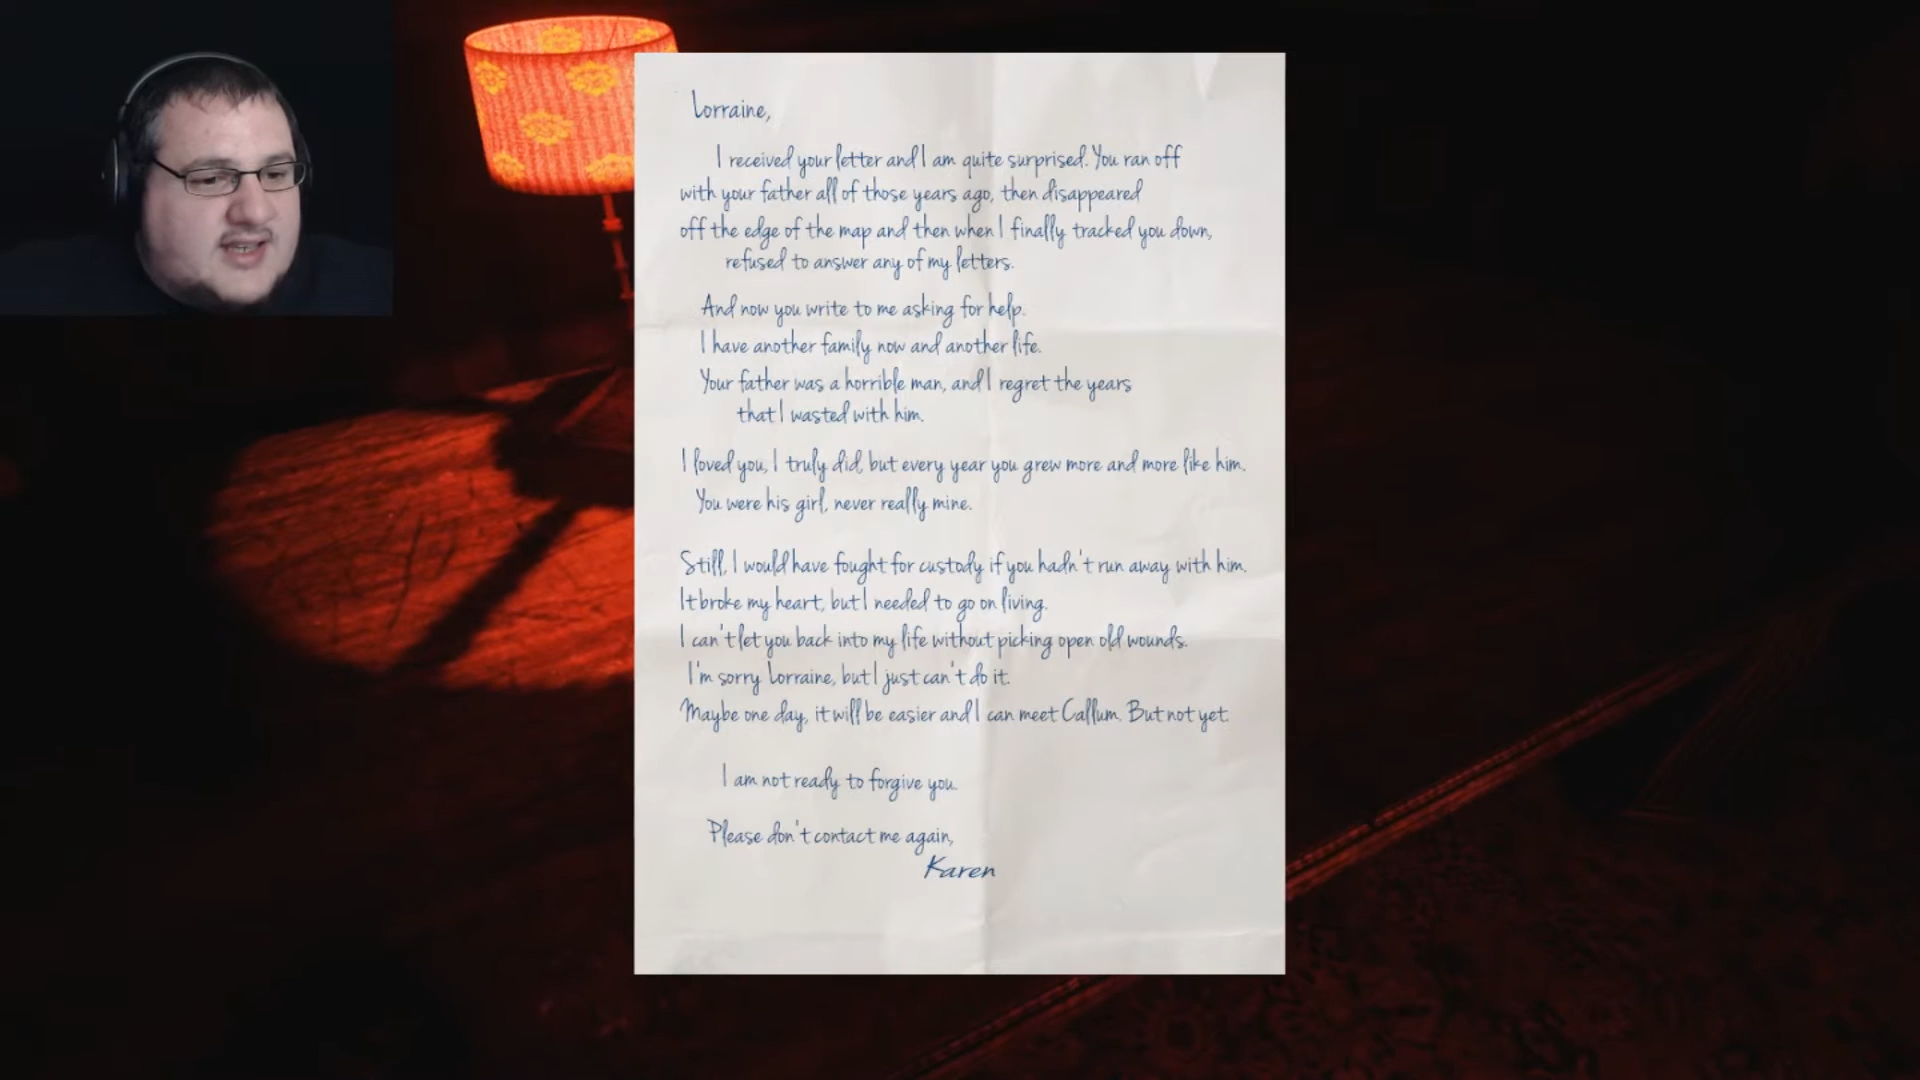 Lorraine,
I received your letter and I am quite surprised. You ran off
with your father all of those years ago, then disappeared
off the edge of the map and then when I finally tracked you down,
refused to answer any of my letters.
And now you write to me asking for help.
I have another family now and another life.
Your father was a horrible man, and I regret the years
that I wasted with him.
I loved you, I truly did, but every year you grew more and more like him.
You were his girl, never really mine.
Still, I would have fought for custody if you hadn't run away with him.
It broke my heart, but I needed to go on living.
I can't let you back into my life without picking open old wounds.
I'm sorry Lorraine, but I just can't do it.
Maybe one day, it will be easier and I can meet Callum. But not yet.
I am not ready to forgive you.
Please don't contact me again,
Karen